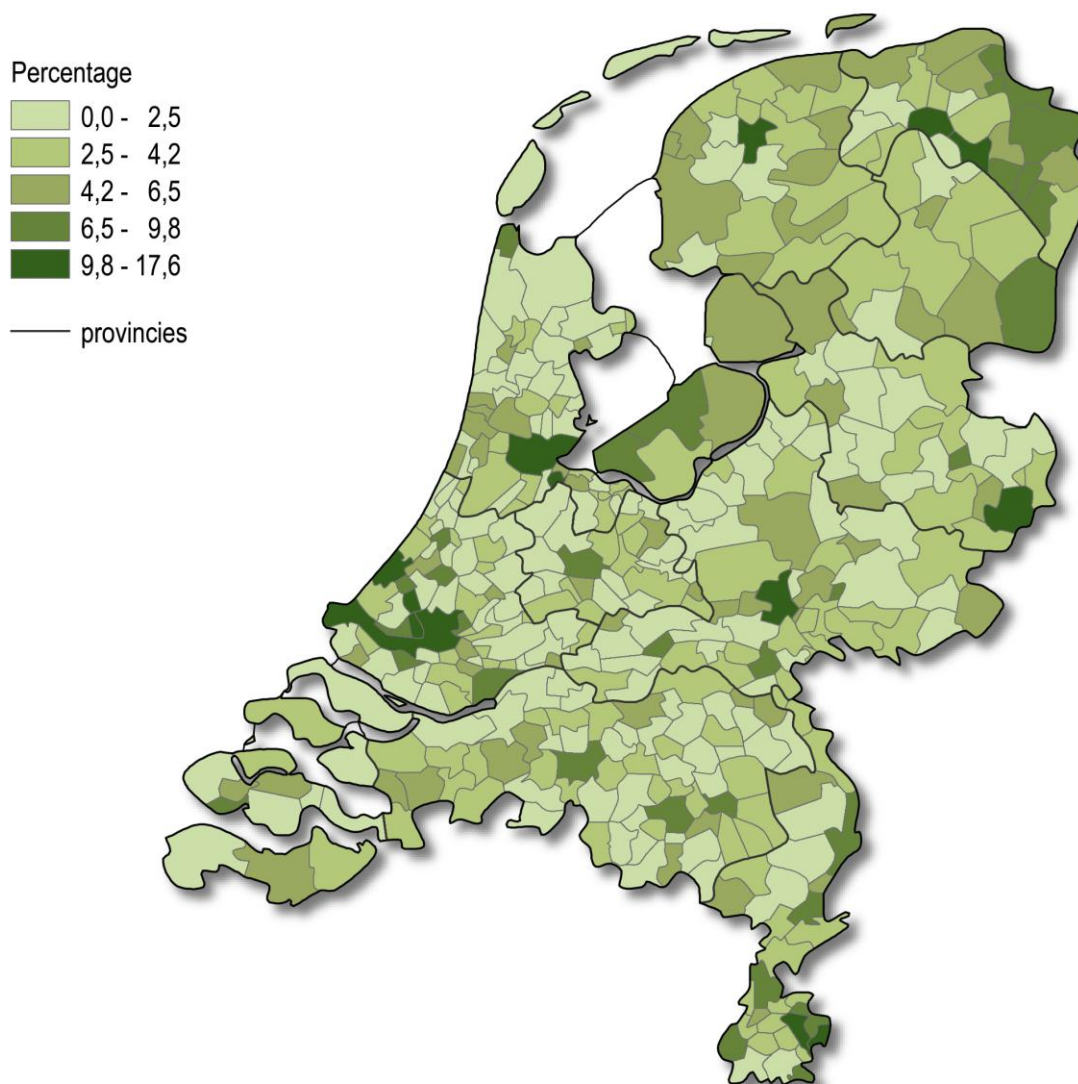 Percentage
0,0 - 2,5
2,5 - 4,2
4,2 - 6,5
6,5 - 9,8
9,8 - 17,6
provincies